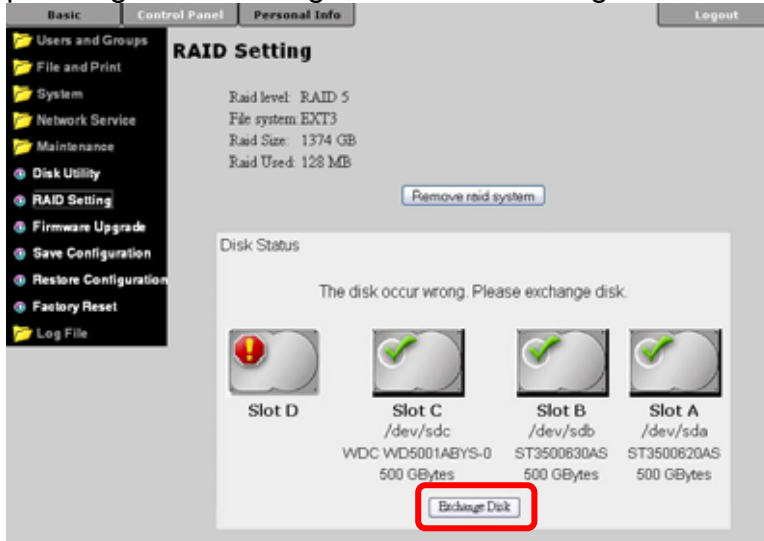 Basic Control Panel Personal Info Logout
Users and Groups
File and Print
System
Network Service
Maintenance
Disk Utility
RAID Setting
Firmware Upgrade
Save Configuration
Restore Configuration
Factory Reset
Log File
RAID Setting
Raid level: RAID 5
File system: EXT3
Raid Size: 1374 GB
Raid Used: 128 MB
Remove raid system
Disk Status
The disk occur wrong. Please exchange disk.
Slot D Slot C Slot B Slot A
/dev/sdc /dev/sdb /dev/sda
WDC WD5001ABYS-0 ST3500630AS ST3500620AS
500 GBytes 500 GBytes 500 GBytes
Exchange Disk